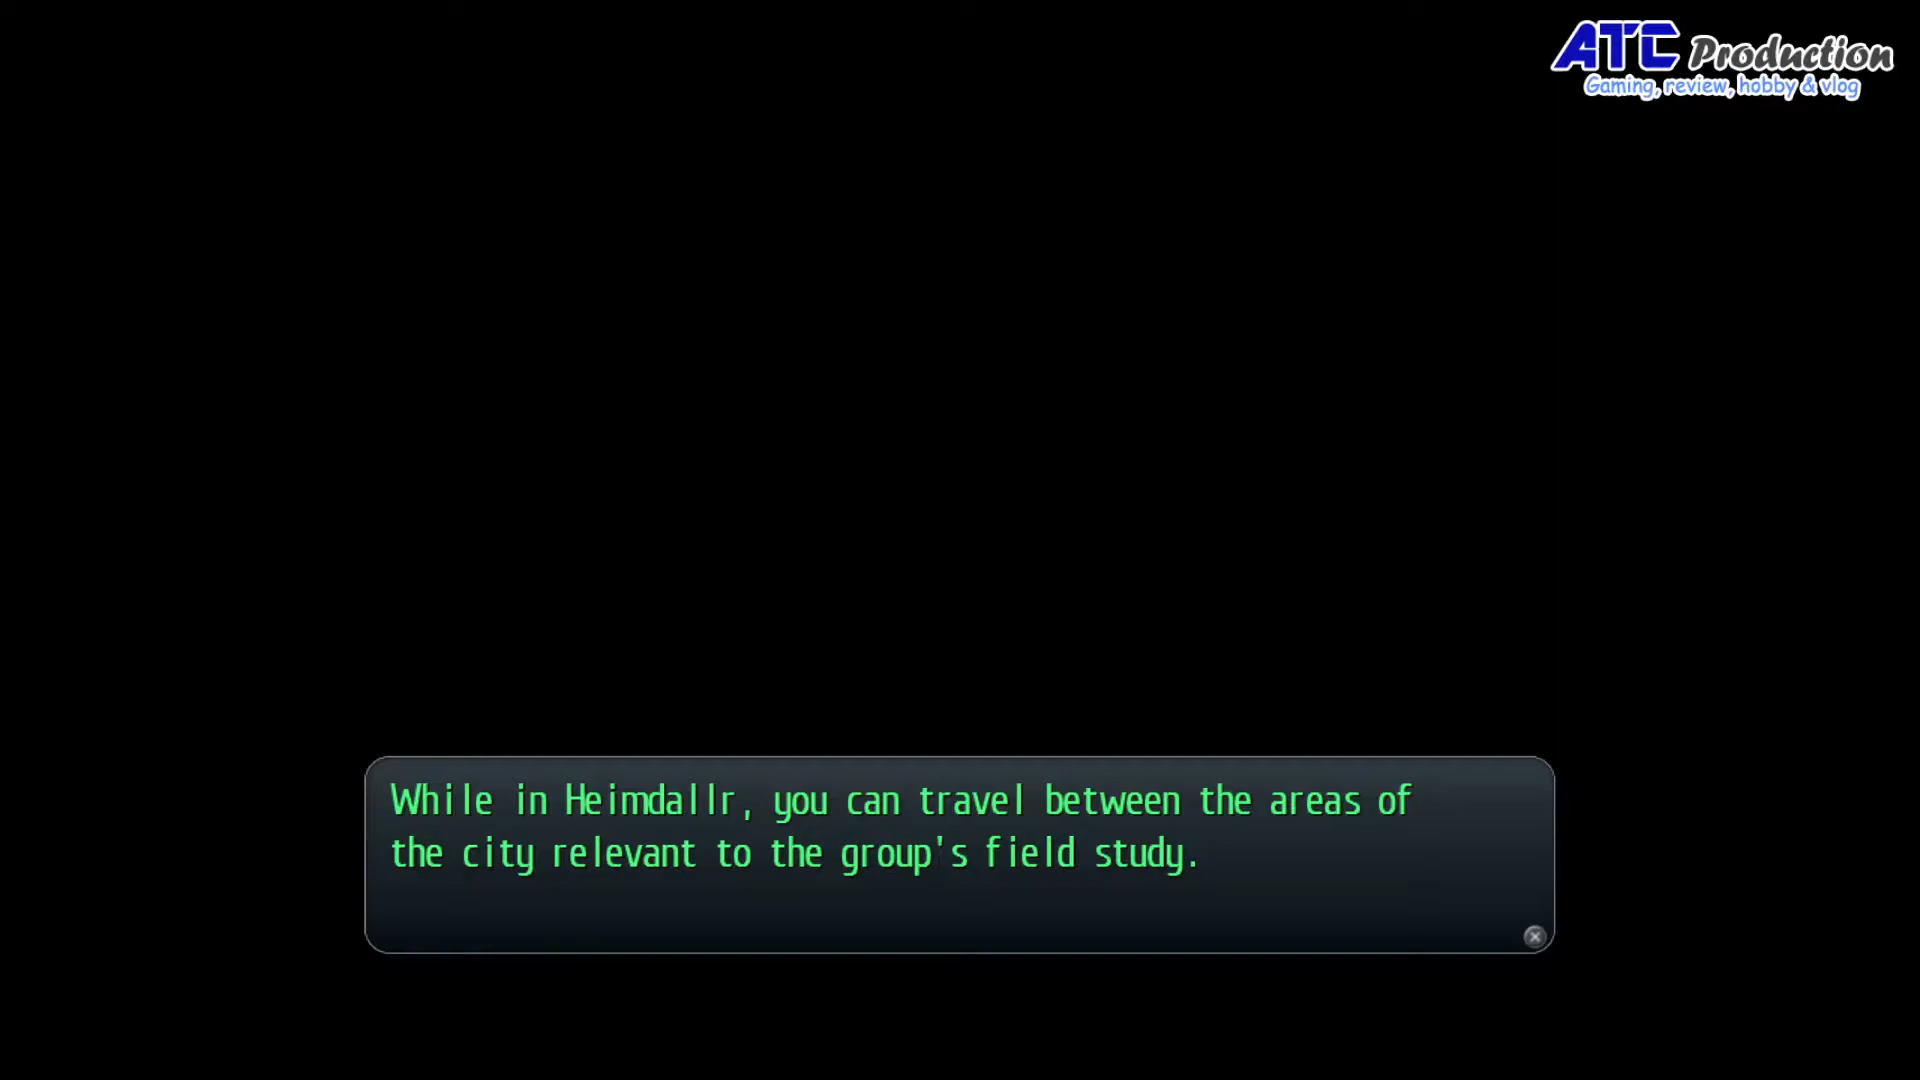 ATC Production
Gaming, review, hobby & vlog
While in Heimdallr, you can travel between the areas of
the city relevant to the group's field study.